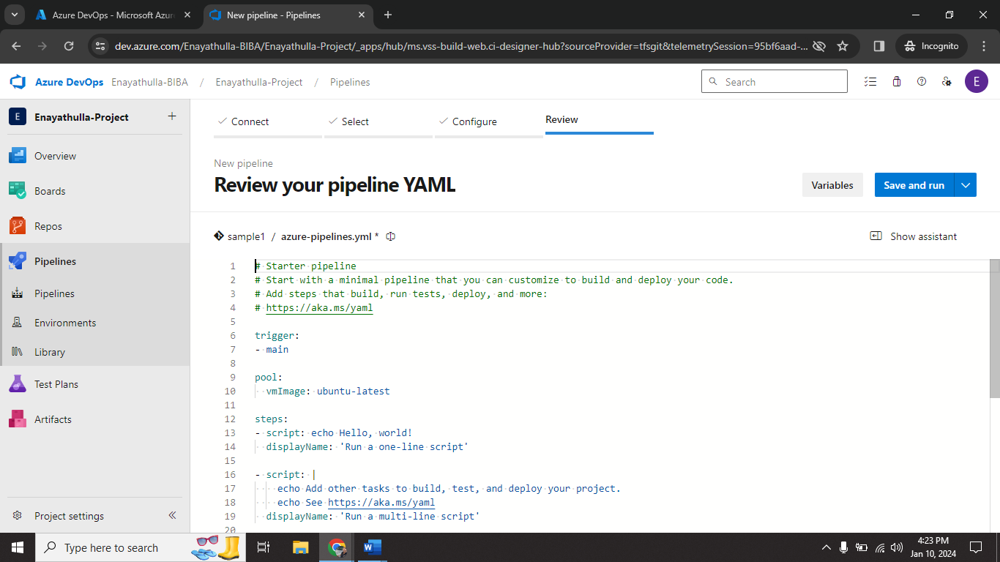 Azure DevOps - Microsoft Azur
New pipeline - Pipelines
dev.azure.com/Enayathulla-BIBA/Enayathulla-Project/_apps/hub/ms.vss-build-web.ci-designer-hub?sourceProvider=tfsgit&telemetrySession=95bf6aad-...
Incognito
Azure DevOps Enayathulla-BIBA / Enayathulla-Project / Pipelines
Search
E
E Enayathulla-Project +
Overview
Boards
Repos
Pipelines
Pipelines
Environments
Library
Test Plans
Artifacts
Project settings
Connect
Select
Configure
Review
New pipeline
Review your pipeline YAML
Variables
Save and run
sample1 / azure-pipelines.yml *
Show assistant
1 # Starter pipeline
2 # Start with a minimal pipeline that you can customize to build and deploy your code.
3 # Add steps that build, run tests, deploy, and more:
4 # https://aka.ms/yaml
5
6 trigger:
7 - main
8
9 pool:
10 vmImage: ubuntu-latest
11
12 steps:
13 - script: echo Hello, world!
14 displayName: 'Run a one-line script'
15
16 - script: |
17 echo Add other tasks to build, test, and deploy your project.
18 echo See https://aka.ms/yaml
19 displayName: 'Run a multi-line script'
20
Type here to search
4:23 PM
Jan 10, 2024